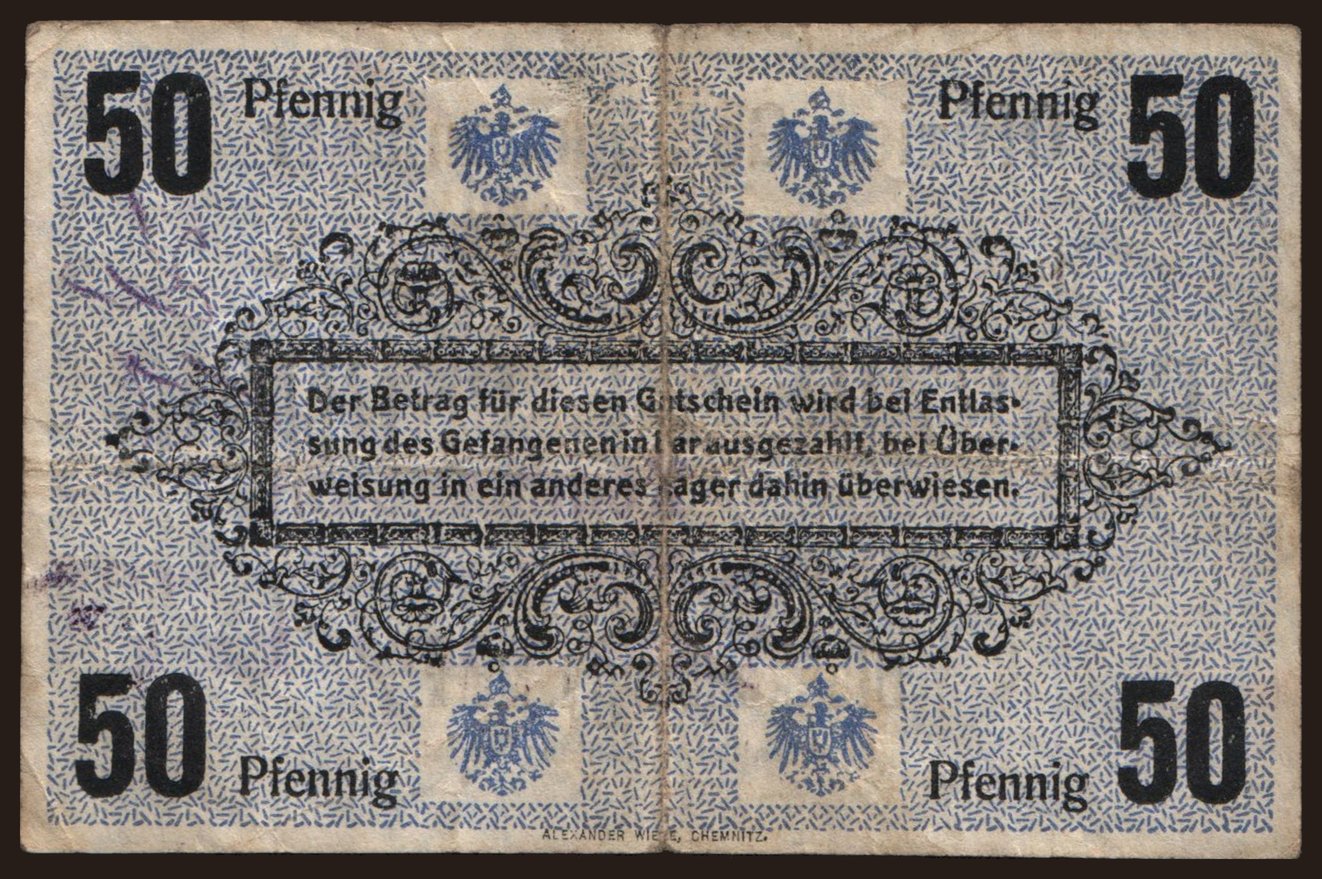 50 Pfennig Pfennig 50
Der Betrag für diesen Gutschein wird bei Entlas-
sung des Gefangenen in bar ausgezahlt, bei Über-
weisung in ein anderes Lager dahin überwiesen.
50 Pfennig Pfennig 50
ALEXANDER WIEDE, CHEMNITZ.